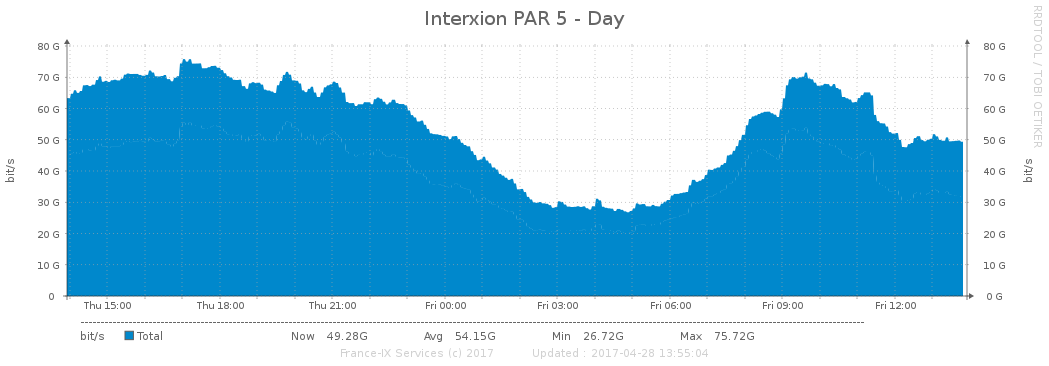 Interxion PAR 5 - Day
RRDTOOL / TOBI OETIKER
bit/s
80 G 80 G
70 G 70 G
60 G 60 G
50 G 50 G
40 G 40 G
30 G 30 G
20 G 20 G
10 G 10 G
0 0 G
bit/s
Thu 15:00 Thu 18:00 Thu 21:00 Fri 00:00 Fri 03:00 Fri 06:00 Fri 09:00 Fri 12:00
bit/s Total Now 49.28G Avg 54.15G Min 26.72G Max 75.72G
France-IX Services (c) 2017 Updated : 2017-04-28 13:55:04